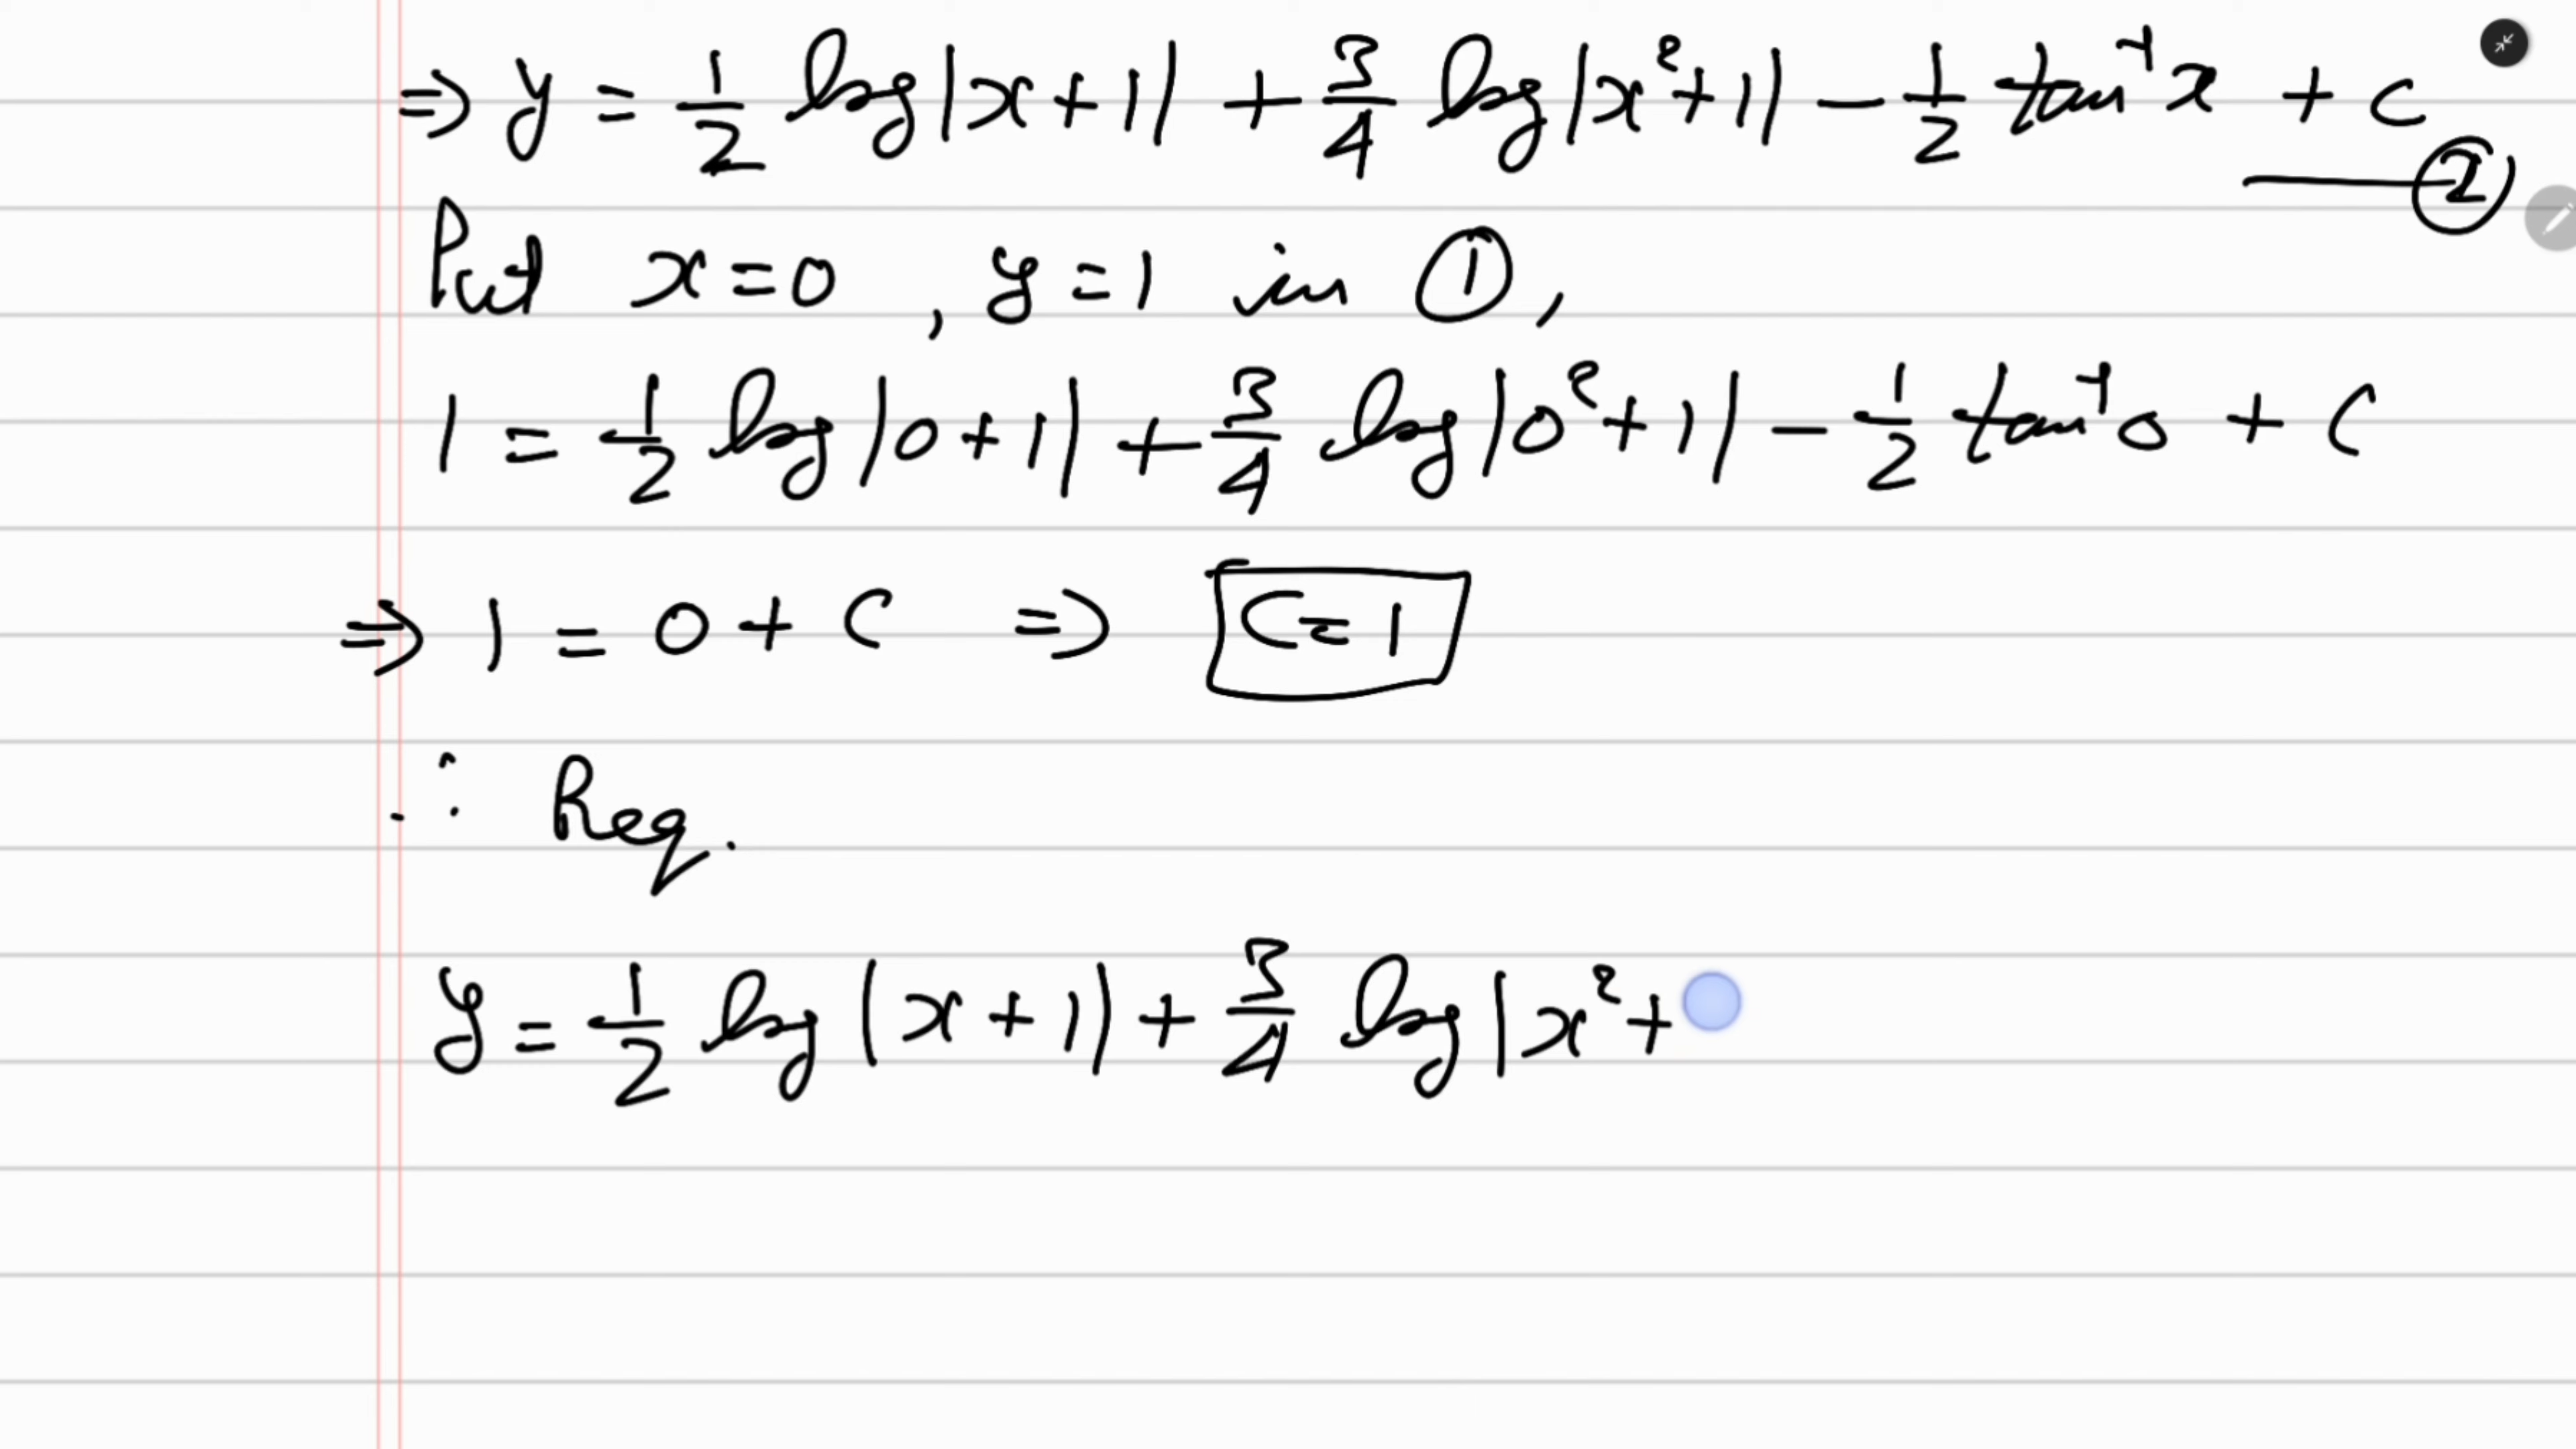 ⇒ y = 1/2 log|x+1| + 3/4 log|x²+1| − 1/2 tan⁻¹x + C
——②
Put x=0, y=1 in ①,
1 = 1/2 log|0+1| + 3/4 log|0²+1| − 1/2 tan⁻¹0 + C
⇒ 1 = 0 + C ⇒ C=1
∴ Req.
y = 1/2 log|x+1| + 3/4 log|x²+